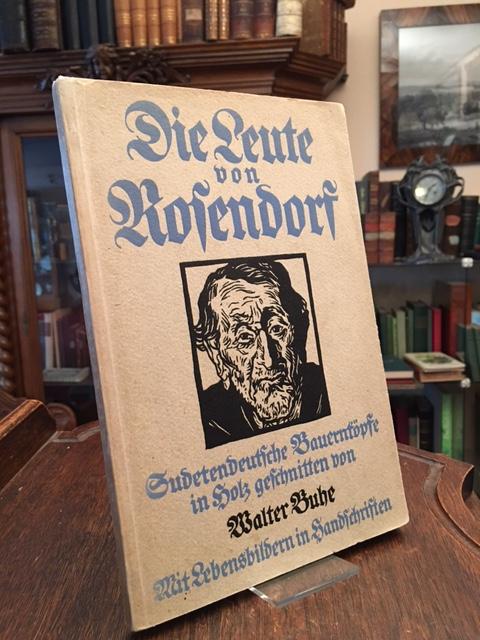 Die Leute
von
Rosendorf
Sudetendeutsche Bauernköpfe
in Holz geschnitten von
Walter Buhe
Mit Lebensbildern in Handschriften